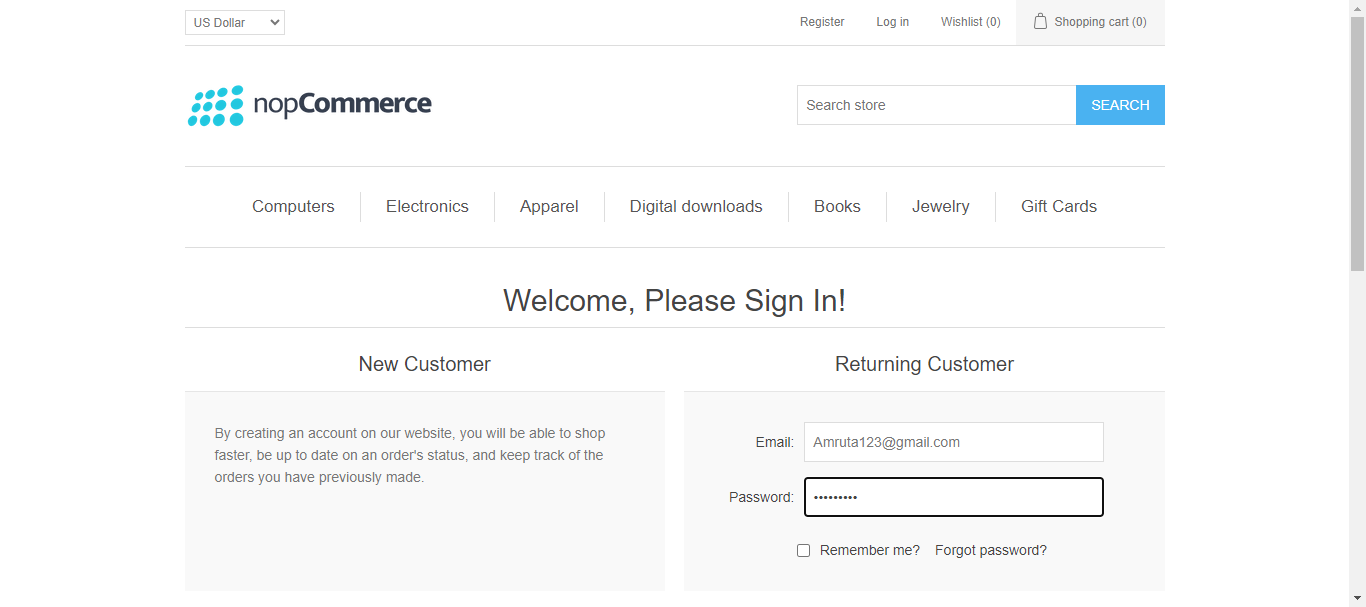 US Dollar
Register
Log in
Wishlist (0)
Shopping cart (0)
nopCommerce
Search store
SEARCH
Computers
Electronics
Apparel
Digital downloads
Books
Jewelry
Gift Cards
Welcome, Please Sign In!
New Customer
By creating an account on our website, you will be able to shop
faster, be up to date on an order's status, and keep track of the
orders you have previously made.
Returning Customer
Email:
Amruta123@gmail.com
Password:
•••••••••
Remember me?
Forgot password?